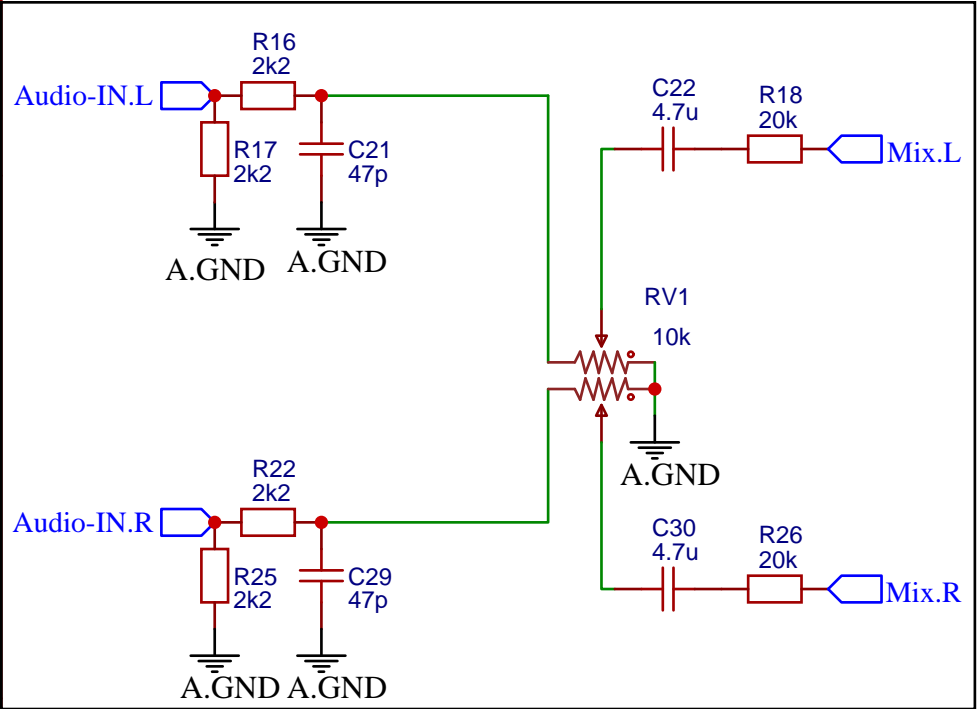 R16
2k2
Audio-IN.L
R17
2k2
C21
47p
A.GND
A.GND
C22
4.7u
R18
20k
Mix.L
RV1
10k
A.GND
R22
2k2
Audio-IN.R
R25
2k2
C29
47p
A.GND
A.GND
C30
4.7u
R26
20k
Mix.R